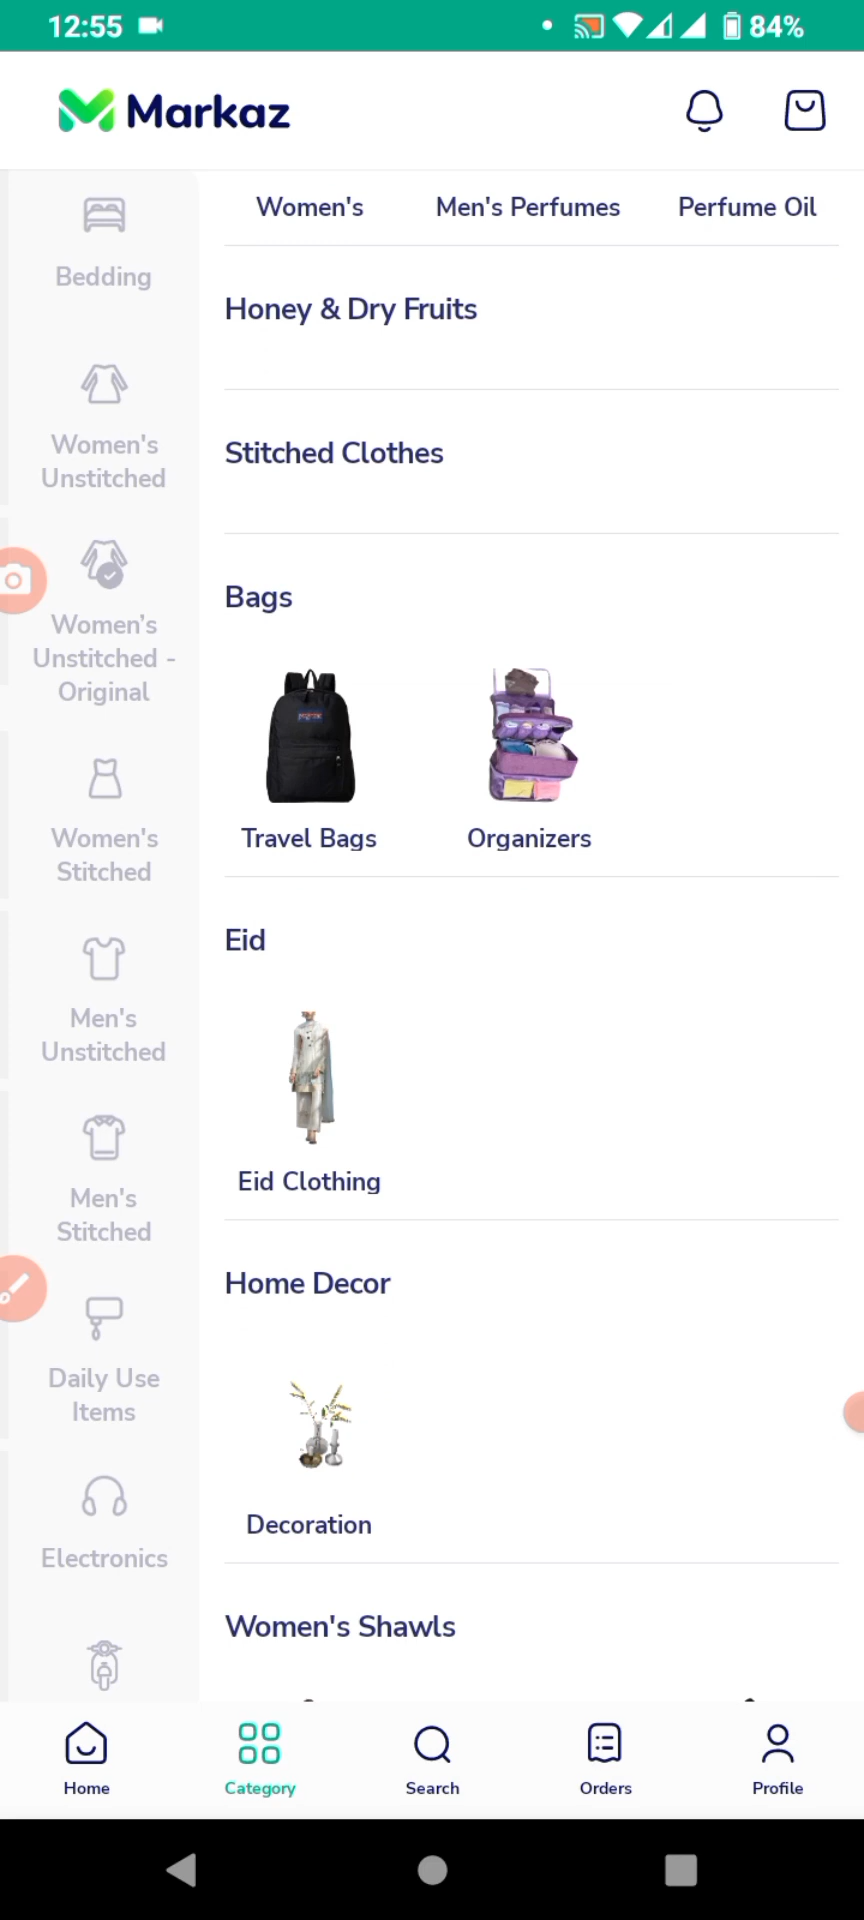 12:55
84%
Markaz
Bedding
Women's
Unstitched
Women’s
Unstitched -
Original
Women's
Stitched
Men's
Unstitched
Men's
Stitched
Daily Use
Items
Electronics
Women's
Men's Perfumes
Perfume Oil
Honey & Dry Fruits
Stitched Clothes
Bags
Travel Bags
Organizers
Eid
Eid Clothing
Home Decor
Decoration
Women's Shawls
Home
Category
Search
Orders
Profile